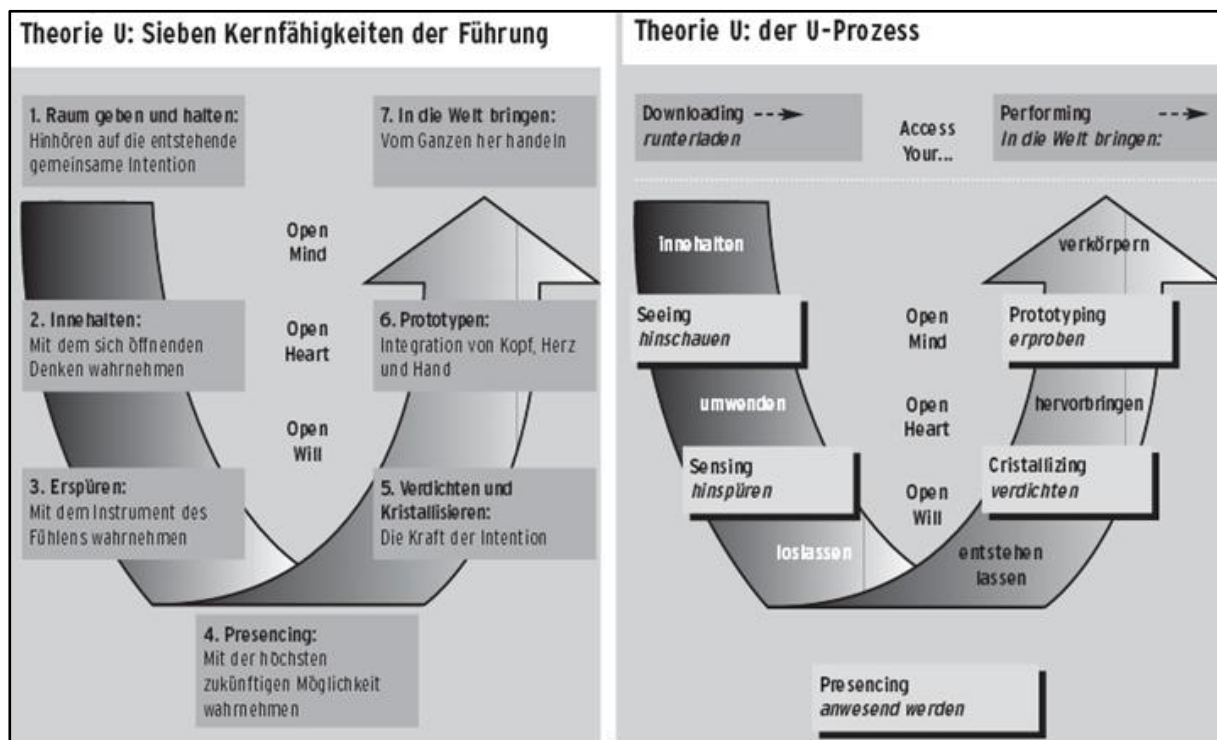 Theorie U: Sieben Kernfähigkeiten der Führung
1. Raum geben und halten:
Hinhören auf die entstehende
gemeinsame Intention
7. In die Welt bringen:
Vom Ganzen her handeln
Open
Mind
2. Innehalten:
Mit dem sich öffnenden
Denken wahrnehmen
Open
Heart
6. Prototypen:
Integration von Kopf, Herz
und Hand
Open
Will
3. Erspüren:
Mit dem Instrument des
Fühlens wahrnehmen
5. Verdichten und
Kristallisieren:
Die Kraft der Intention
4. Presencing:
Mit der höchsten
zukünftigen Möglichkeit
wahrnehmen
Theorie U: der U-Prozess
Downloading
runterladen
Access
Your...
Performing
In die Welt bringen:
innehalten
verkörpern
Seeing
hinschauen
Open
Mind
Prototyping
erproben
umwenden
Open
Heart
hervorbringen
Sensing
hinspüren
Open
Will
Cristallizing
verdichten
loslassen
entstehen
lassen
Presencing
anwesend werden